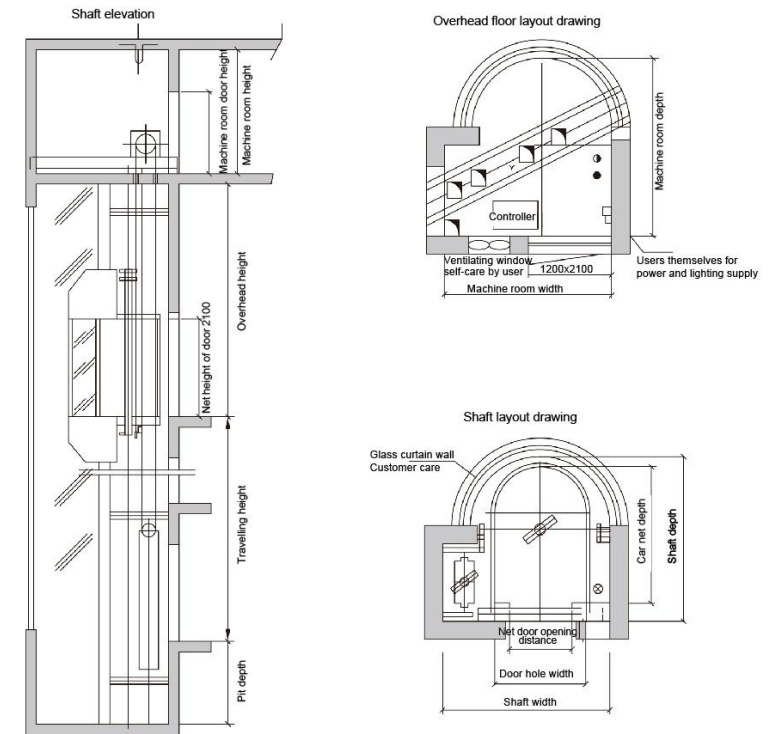 Shaft elevation
Machine room door height
Machine room height
Overhead height
Net height of door 2100
Travelling height
Pit depth
Overhead floor layout drawing
Machine room depth
Y
Controller
Ventilating window
self-care by user
1200x2100
Users themselves for
power and lighting supply
Machine room width
Shaft layout drawing
Glass curtain wall
Customer care
Car net depth
Shaft depth
Net door opening
distance
Door hole width
Shaft width